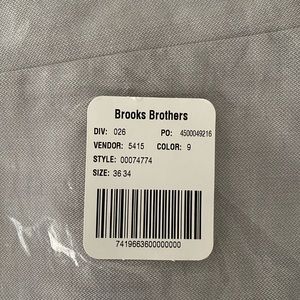 Brooks Brothers
DIV: 026 PO: 4500049216
VENDOR: 5415 COLOR: 9
STYLE: 00074774
SIZE: 36 34
7419663600000000